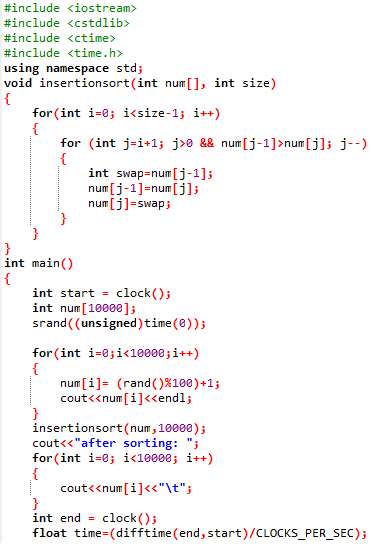 #include <iostream>
#include <cstdlib>
#include <ctime>
#include <time.h>
using namespace std;
void insertionsort(int num[], int size)
{
    for(int i=0; i<size-1; i++)
    {
        for (int j=i+1; j>0 && num[j-1]>num[j]; j--)
        {
            int swap=num[j-1];
            num[j-1]=num[j];
            num[j]=swap;
        }
    }
}
int main()
{
    int start = clock();
    int num[10000];
    srand((unsigned)time(0));

    for(int i=0;i<10000;i++)
    {
        num[i]= (rand()%100)+1;
        cout<<num[i]<<endl;
    }
    insertionsort(num,10000);
    cout<<"after sorting: ";
    for(int i=0; i<10000; i++)
    {
        cout<<num[i]<<"\t";
    }
    int end = clock();
    float time=(difftime(end,start)/CLOCKS_PER_SEC);